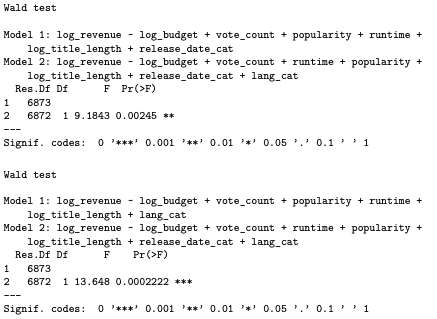 Wald test

Model 1: log_revenue - log_budget + vote_count + popularity + runtime +
    log_title_length + release_date_cat
Model 2: log_revenue - log_budget + vote_count + runtime + popularity +
    log_title_length + release_date_cat + lang_cat
  Res.Df Df      F  Pr(>F)
1   6873
2   6872  1 9.1843 0.00245 **
---
Signif. codes:  0 '***' 0.001 '**' 0.01 '*' 0.05 '.' 0.1 ' ' 1

Wald test

Model 1: log_revenue - log_budget + vote_count + popularity + runtime +
    log_title_length + lang_cat
Model 2: log_revenue - log_budget + vote_count + runtime + popularity +
    log_title_length + release_date_cat + lang_cat
  Res.Df Df      F    Pr(>F)
1   6873
2   6872  1 13.648 0.0002222 ***
---
Signif. codes:  0 '***' 0.001 '**' 0.01 '*' 0.05 '.' 0.1 ' ' 1